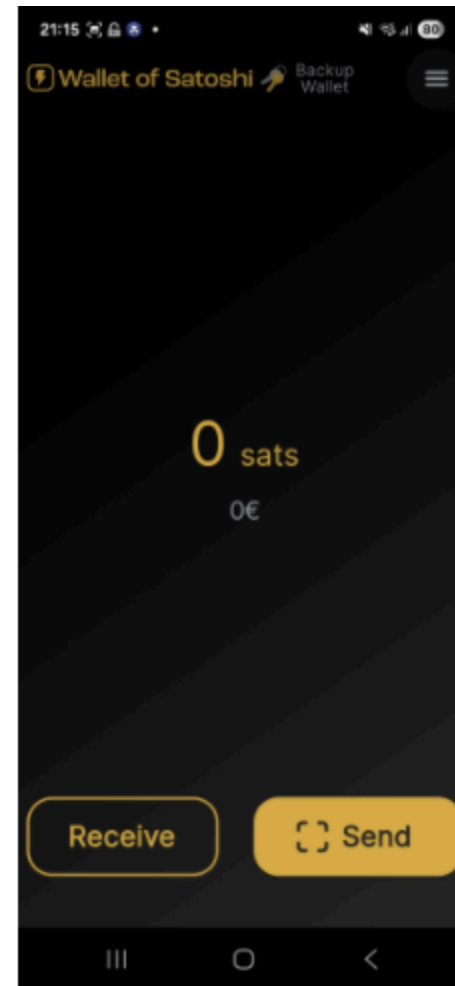 21:15 80
Wallet of Satoshi Backup
Wallet
0 sats
0€
Receive Send